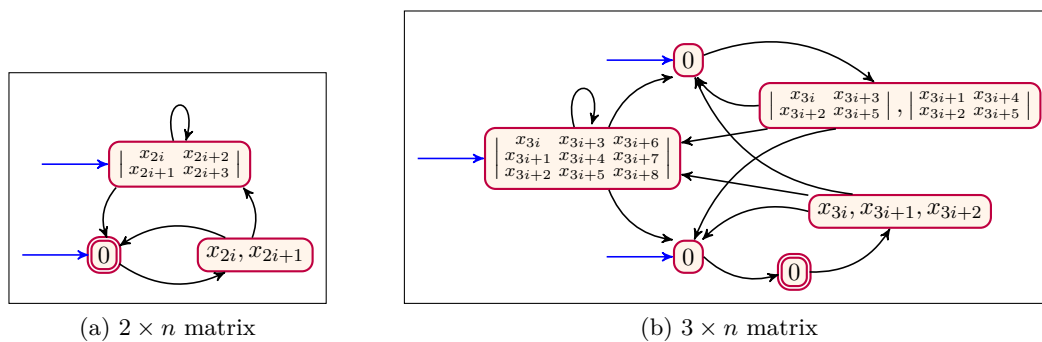 0
| x_{3i} x_{3i+3} | , | x_{3i+1} x_{3i+4} |
| x_{3i+2} x_{3i+5} | , | x_{3i+2} x_{3i+5} |
| x_{3i} x_{3i+3} x_{3i+6} |
| x_{3i+1} x_{3i+4} x_{3i+7} |
| x_{3i+2} x_{3i+5} x_{3i+8} |
| x_{2i} x_{2i+2} |
| x_{2i+1} x_{2i+3} |
x_{3i}, x_{3i+1}, x_{3i+2}
0
x_{2i}, x_{2i+1}
0
0
(a) 2 × n matrix
(b) 3 × n matrix